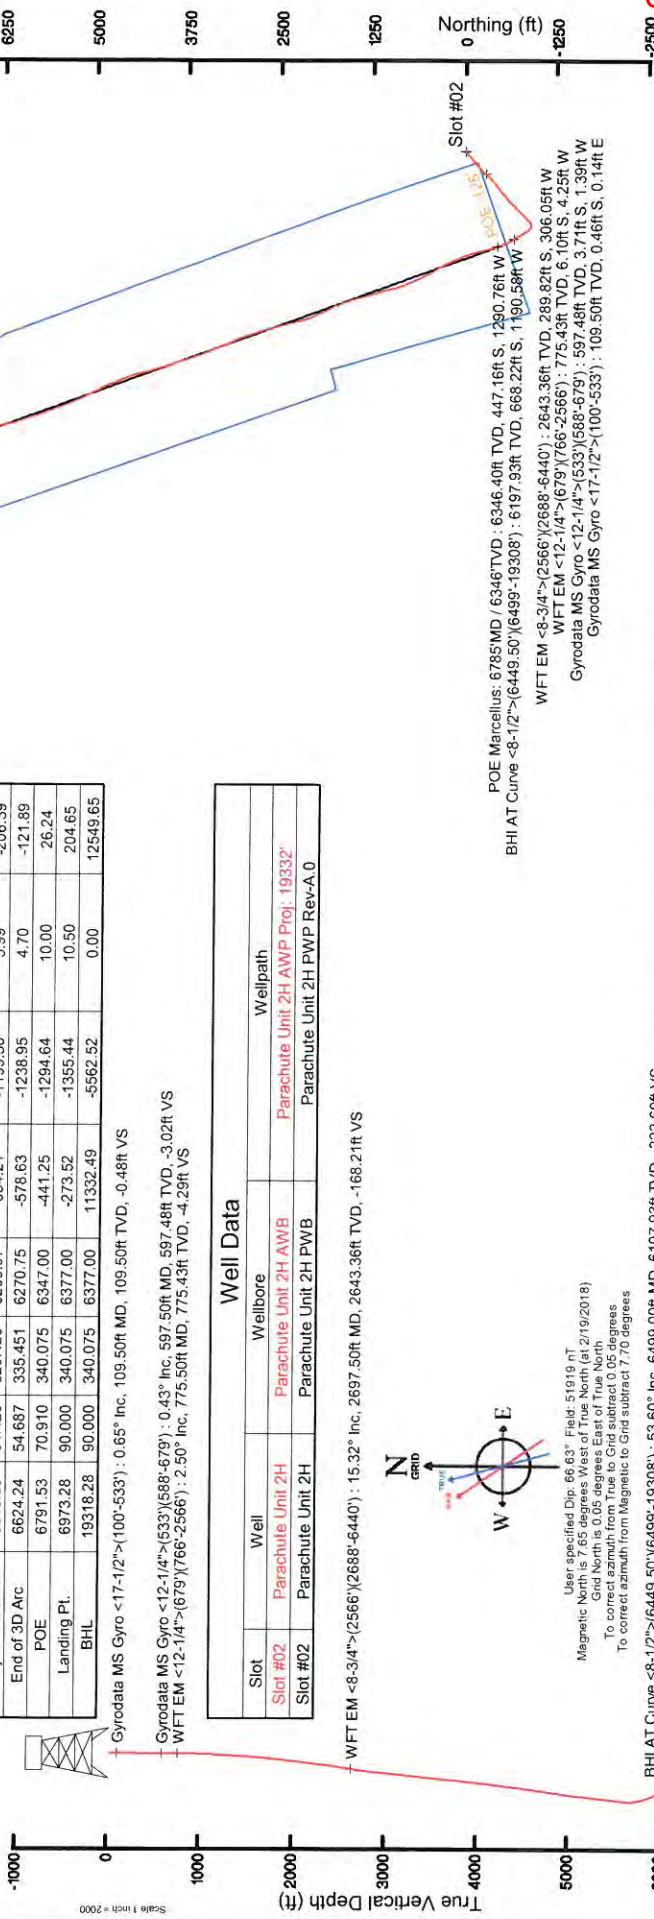 6250
5000
3750
2500
1250
0
-1250
-2500
Northing (ft)
Slot #02
POE 125'
POE Marcellus: 6785'MD / 6346'TVD : 6346.40ft TVD, 447.16ft S, 1290.76ft W
BHI AT Curve <8-1/2">(6449.50')(6499'-19308') : 6197.93ft TVD, 668.22ft S, 1190.58ft W
WFT EM <8-3/4">(2566')(2688'-6440') : 2643.36ft TVD, 289.82ft S, 306.05ft W
WFT EM <12-1/4">(679')(766'-2566') : 775.43ft TVD, 6.10ft S, 4.25ft W
Gyrodata MS Gyro <12-1/4">(533')(588'-679') : 597.48ft TVD, 3.71ft S, 1.39ft W
Gyrodata MS Gyro <17-1/2">(100'-533') : 109.50ft TVD, 0.46ft S, 0.14ft E
End of 3D Arc 6624.24 54.687 335.451 6270.75 -578.63 -1238.95 4.70 -121.89
POE 6791.53 70.910 340.075 6347.00 -441.25 -1294.64 10.00 26.24
Landing Pt. 6973.28 90.000 340.075 6377.00 -273.52 -1355.44 10.50 204.65
BHL 19318.28 90.000 340.075 6377.00 11332.49 -5562.52 0.00 12549.65
Gyrodata MS Gyro <17-1/2">(100'-533') : 0.65° Inc, 109.50ft MD, 109.50ft TVD, -0.48ft VS
Gyrodata MS Gyro <12-1/4">(533')(588'-679') : 0.43° Inc, 597.50ft MD, 597.48ft TVD, -3.02ft VS
WFT EM <12-1/4">(679')(766'-2566') : 2.50° Inc, 775.50ft MD, 775.43ft TVD, -4.29ft VS
Well Data
Slot Well Wellbore Wellpath
Slot #02 Parachute Unit 2H Parachute Unit 2H AWB Parachute Unit 2H AWP Proj: 19332'
Slot #02 Parachute Unit 2H Parachute Unit 2H PWB Parachute Unit 2H PWP Rev-A.0
WFT EM <8-3/4">(2566')(2688'-6440') : 15.32° Inc, 2697.50ft MD, 2643.36ft TVD, -168.21ft VS
N
GRID
TRUE
W E
User specified Dip: 66.63° Field: 51919 nT
Magnetic North is 7.65 degrees West of True North (at 2/19/2018)
Grid North is 0.05 degrees East of True North
To correct azimuth from True to Grid subtract 0.05 degrees
To correct azimuth from Magnetic to Grid subtract 7.70 degrees
BHI AT Curve <8-1/2">(6449.50')(6499'-19308') : 53.60° Inc, 6499.00ft MD, 6197.93ft TVD,
-1000
0
1000
2000
3000
4000
5000
True Vertical Depth (ft)
Scale 1 inch = 2000